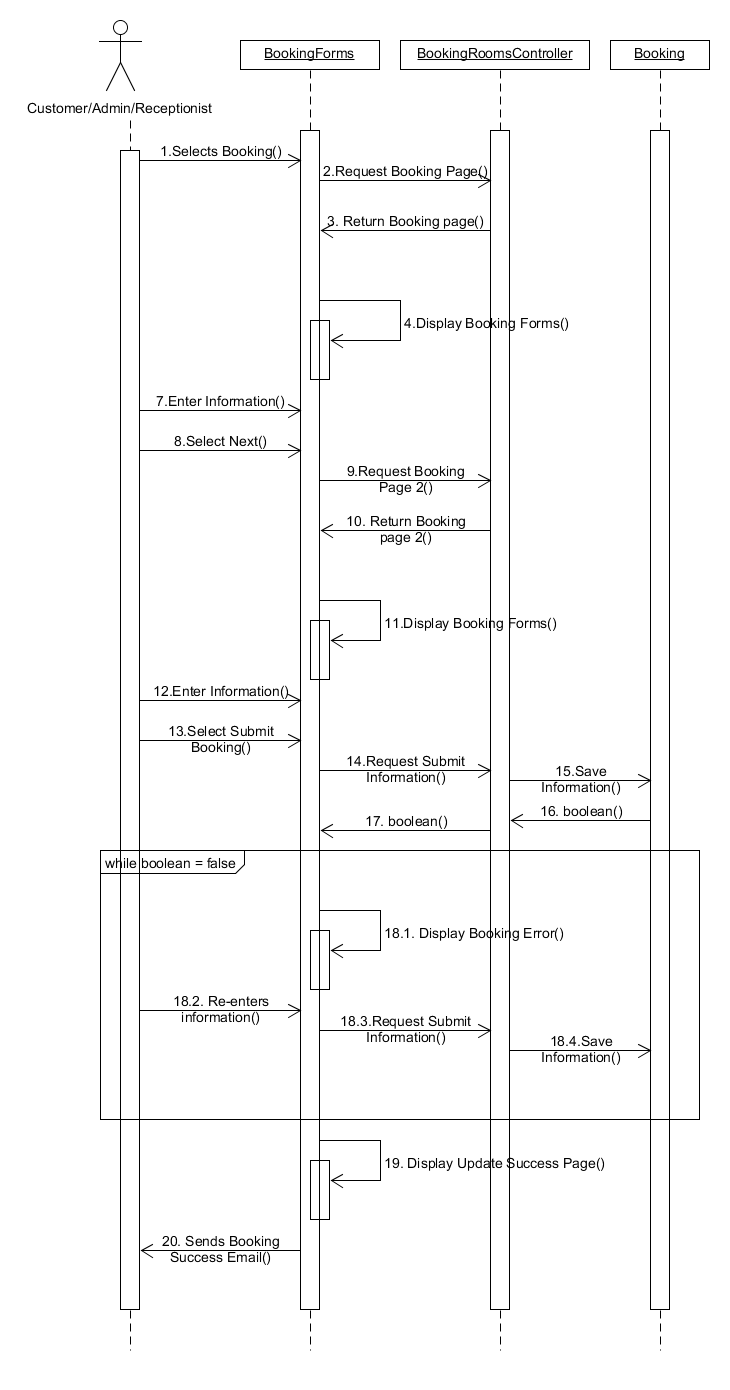 BookingForms
BookingRoomsController
Booking
Customer/Admin/Receptionist
1.Selects Booking()
2.Request Booking Page()
3. Return Booking page()
4.Display Booking Forms()
7.Enter Information()
8.Select Next()
9.Request Booking
Page 2()
10. Return Booking
page 2()
11.Display Booking Forms()
12.Enter Information()
13.Select Submit
Booking()
14.Request Submit
Information()
15.Save
Information()
16. boolean()
17. boolean()
while boolean = false
18.1. Display Booking Error()
18.2. Re-enters
information()
18.3.Request Submit
Information()
18.4.Save
Information()
19. Display Update Success Page()
20. Sends Booking
Success Email()